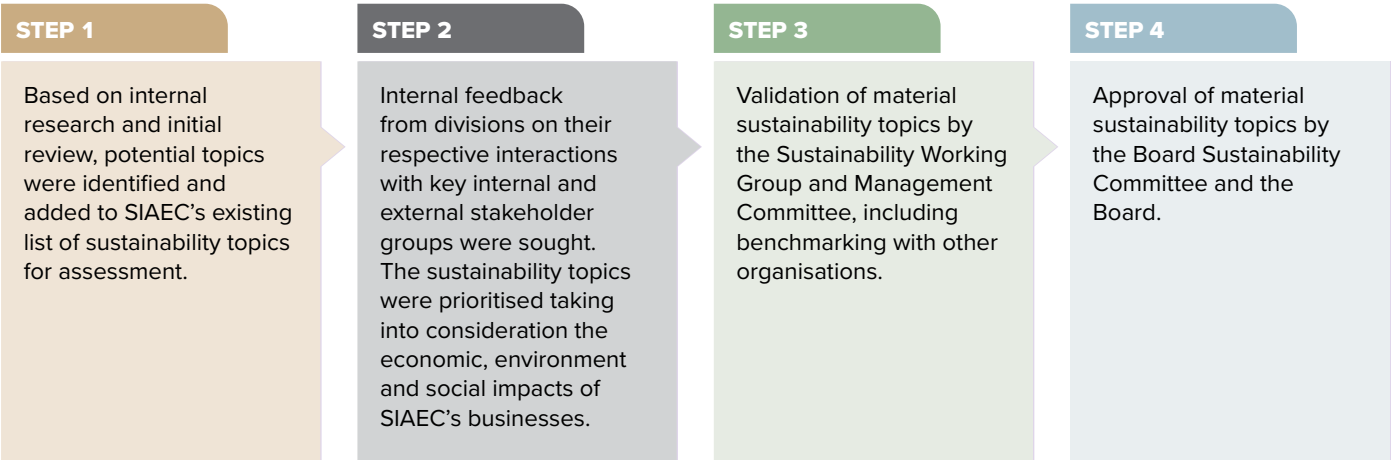 STEP 1
Based on internal
research and initial
review, potential topics
were identified and
added to SIAEC’s existing
list of sustainability topics
for assessment.
STEP 2
Internal feedback
from divisions on their
respective interactions
with key internal and
external stakeholder
groups were sought.
The sustainability topics
were prioritised taking
into consideration the
economic, environment
and social impacts of
SIAEC’s businesses.
STEP 3
Validation of material
sustainability topics by
the Sustainability Working
Group and Management
Committee, including
benchmarking with other
organisations.
STEP 4
Approval of material
sustainability topics by
the Board Sustainability
Committee and the
Board.